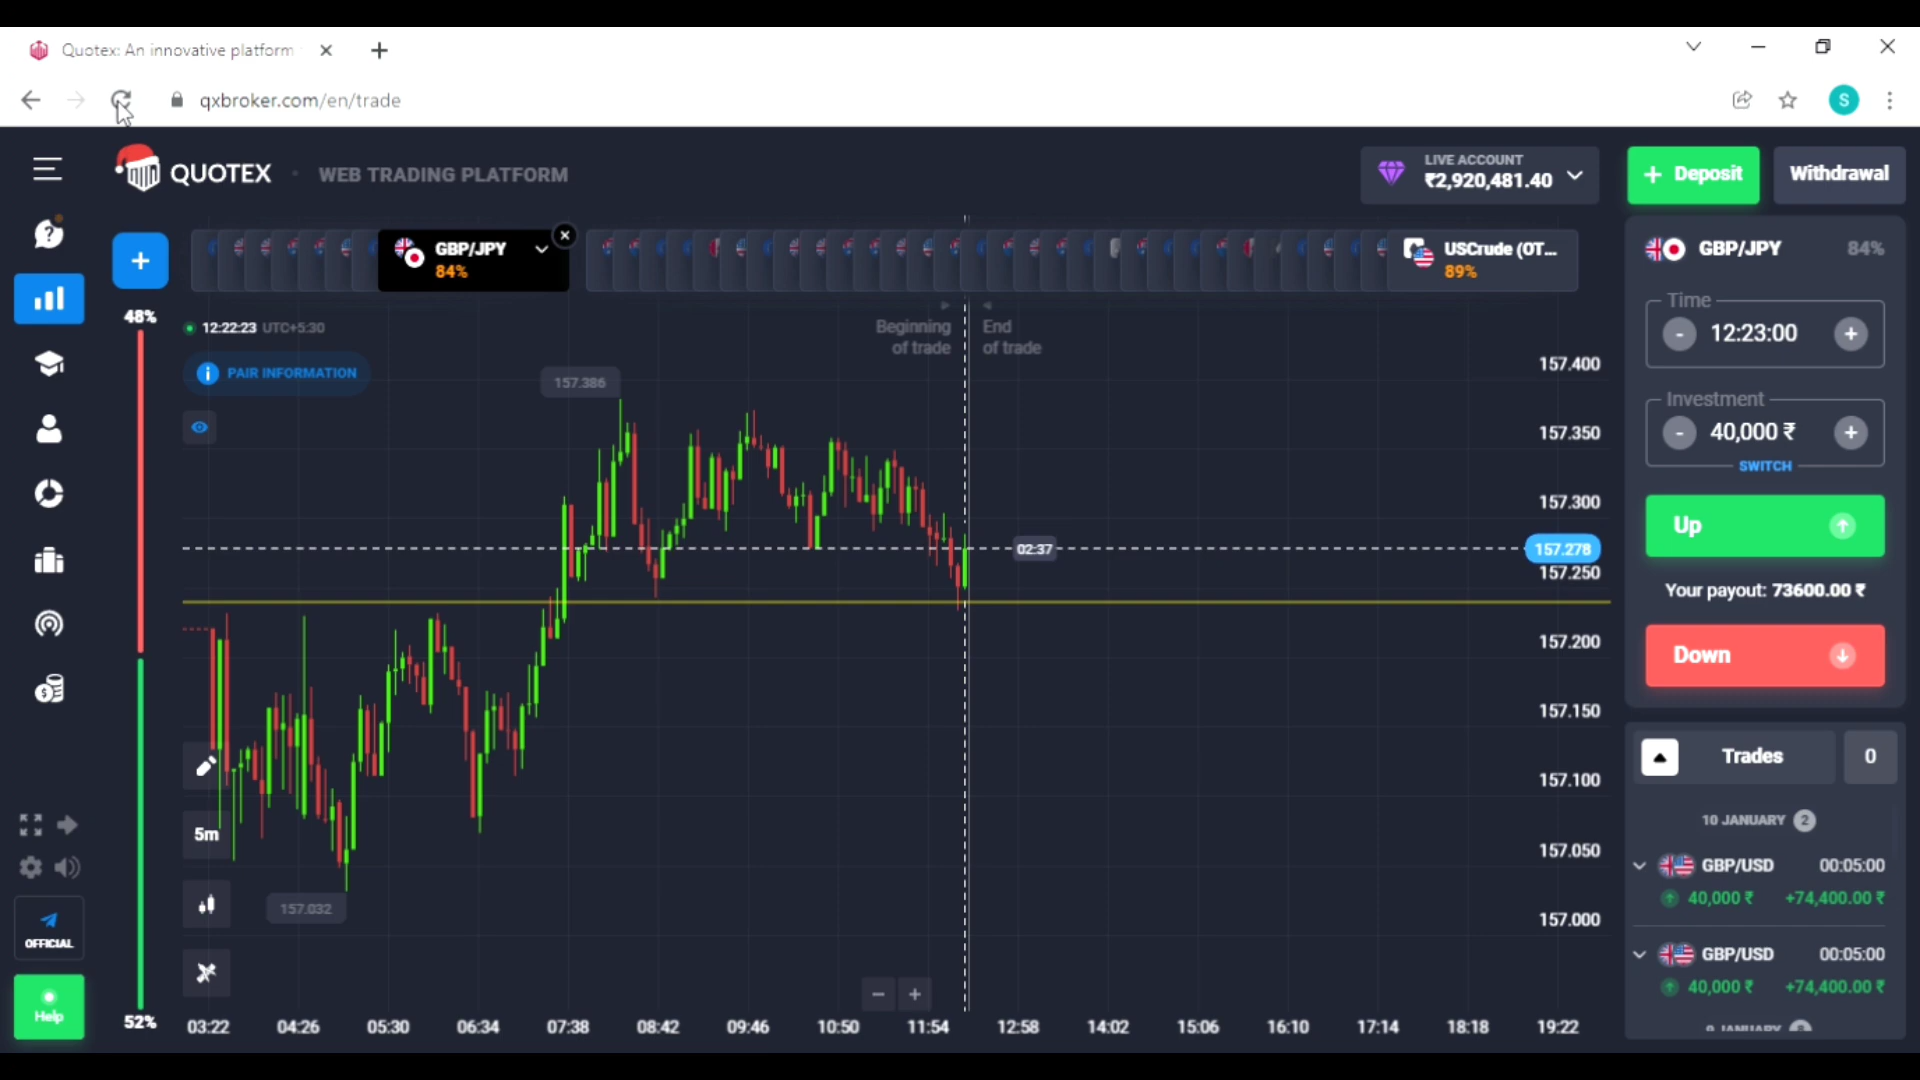 Quotex: An innovative platform
qxbroker.com/en/trade
S
QUOTEX
WEB TRADING PLATFORM
LIVE ACCOUNT
₹2,920,481.40
+ Deposit
Withdrawal
GBP/JPY
84%
USCrude (OT...
89%
48%
12:22:23 UTC+5:30
PAIR INFORMATION
Beginning
of trade
End
of trade
157.386
157.032
02:37
157.400
157.350
157.300
157.278
157.250
157.200
157.150
157.100
157.050
157.000
5m
OFFICIAL
Help
52%
03:22 04:26 05:30 06:34 07:38 08:42 09:46 10:50 11:54 12:58 14:02 15:06 16:10 17:14 18:18 19:22
GBP/JPY 84%
Time
- 12:23:00 +
Investment
- 40,000 ₹ +
SWITCH
Up
Your payout: 73600.00 ₹
Down
Trades 0
10 JANUARY 2
GBP/USD 00:05:00
40,000 ₹ +74,400.00 ₹
GBP/USD 00:05:00
40,000 ₹ +74,400.00 ₹
9 JANUARY